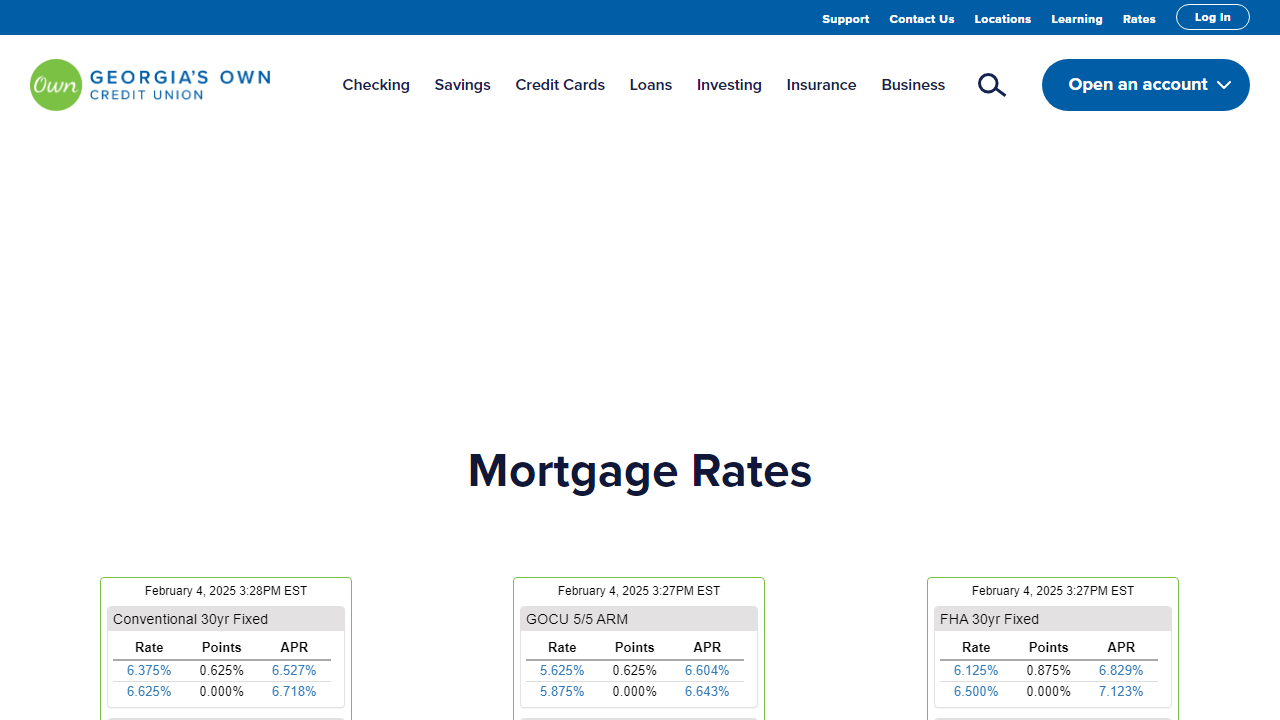 Support Contact Us Locations Learning Rates Log In
Own GEORGIA'S OWN
CREDIT UNION
Checking Savings Credit Cards Loans Investing Insurance Business Open an account
Mortgage Rates
February 4, 2025 3:28PM EST
Conventional 30yr Fixed
Rate Points APR
6.375% 0.625% 6.527%
6.625% 0.000% 6.718%
February 4, 2025 3:27PM EST
GOCU 5/5 ARM
Rate Points APR
5.625% 0.625% 6.604%
5.875% 0.000% 6.643%
February 4, 2025 3:27PM EST
FHA 30yr Fixed
Rate Points APR
6.125% 0.875% 6.829%
6.500% 0.000% 7.123%